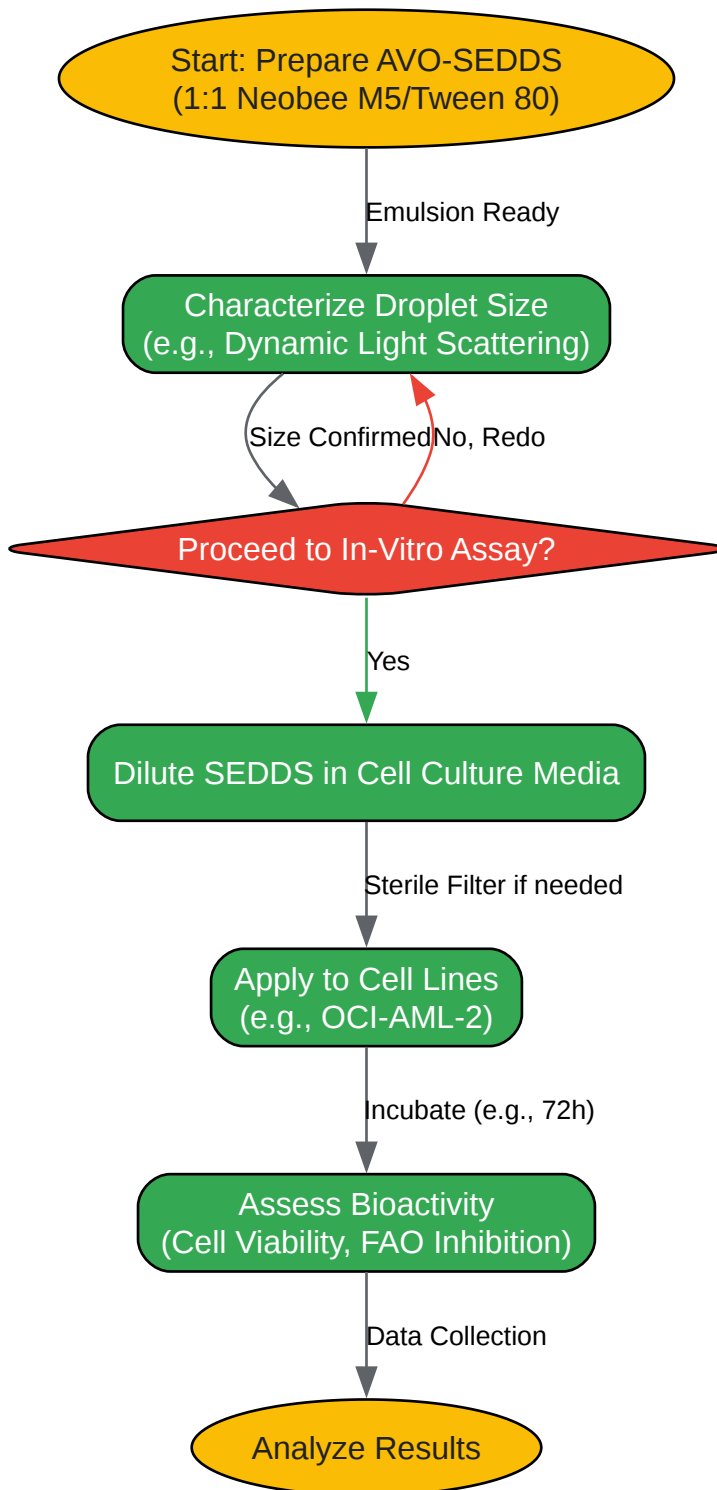 Start: Prepare AVO-SEDDS
(1:1 Neobee M5/Tween 80)
Emulsion Ready
Characterize Droplet Size
(e.g., Dynamic Light Scattering)
Size Confirmed
No, Redo
Proceed to In-Vitro Assay?
Yes
Dilute SEDDS in Cell Culture Media
Sterile Filter if needed
Apply to Cell Lines
(e.g., OCI-AML-2)
Incubate (e.g., 72h)
Assess Bioactivity
(Cell Viability, FAO Inhibition)
Data Collection
Analyze Results